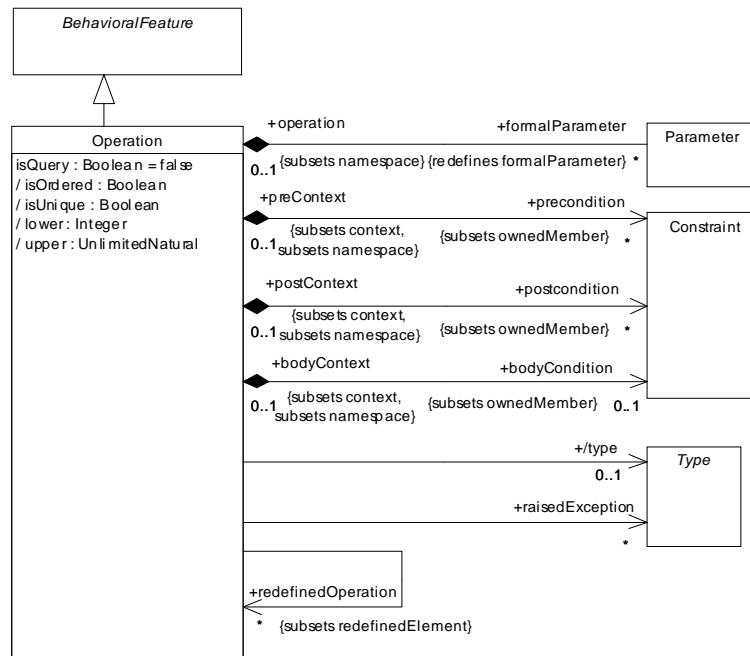 BehavioralFeature
Operation
isQuery : Boolean = false
/ isOrdered : Boolean
/ isUnique : Boolean
/ lower : Integer
/ upper : UnlimitedNatural
+operation
+formalParameter
0..1
{subsets namespace}
{redefines formalParameter}
*
Parameter
+preContext
+precondition
0..1
{subsets context,
subsets namespace}
{subsets ownedMember}
*
Constraint
+postContext
+postcondition
0..1
{subsets context,
subsets namespace}
{subsets ownedMember}
*
+bodyContext
+bodyCondition
0..1
{subsets context,
subsets namespace}
{subsets ownedMember}
0..1
+/type
0..1
Type
+raisedException
*
+redefinedOperation
*
{subsets redefinedElement}